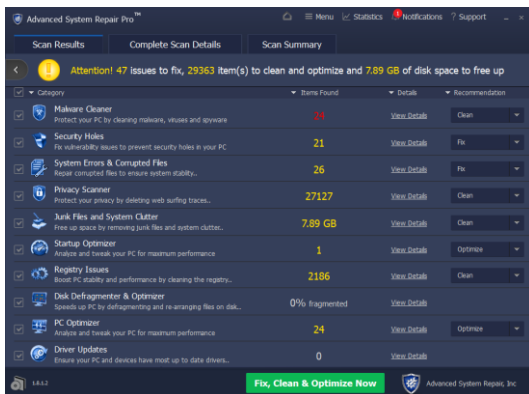 Advanced System Repair Pro™
Menu Statistics Notifications ? Support
Scan Results Complete Scan Details Scan Summary
Attention! 47 issues to fix, 29363 item(s) to clean and optimize and 7.89 GB of disk space to free up
Category Items Found Details Recommendation
Malware Cleaner
Protect your PC by cleaning malware, viruses and spyware
24 View Details Clean
Security Holes
Fix vulnerability issues to prevent security holes in your PC
21 View Details Fix
System Errors & Corrupted Files
Repair corrupted files to ensure system stablity..
26 View Details Fix
Privacy Scanner
Protect your privacy by deleting web surfing traces..
27127 View Details Clean
Junk Files and System Clutter
Free up space by removing junk files and system clutter..
7.89 GB View Details Clean
Startup Optimizer
Analyze and tweak your PC for maximum performance
1 View Details Optimize
Registry Issues
Boost PC stablity and performance by cleaning the registry..
2186 View Details Clean
Disk Defragmenter & Optimizer
Speeds up PC by defragmenting and re-arranging files on disk..
0% fragmented View Details
PC Optimizer
Analyze and tweak your PC for maximum performance
24 View Details Optimize
Driver Updates
Ensure your PC and devices have most up to date drivers..
0 View Details
Fix, Clean & Optimize Now Advanced System Repair, Inc